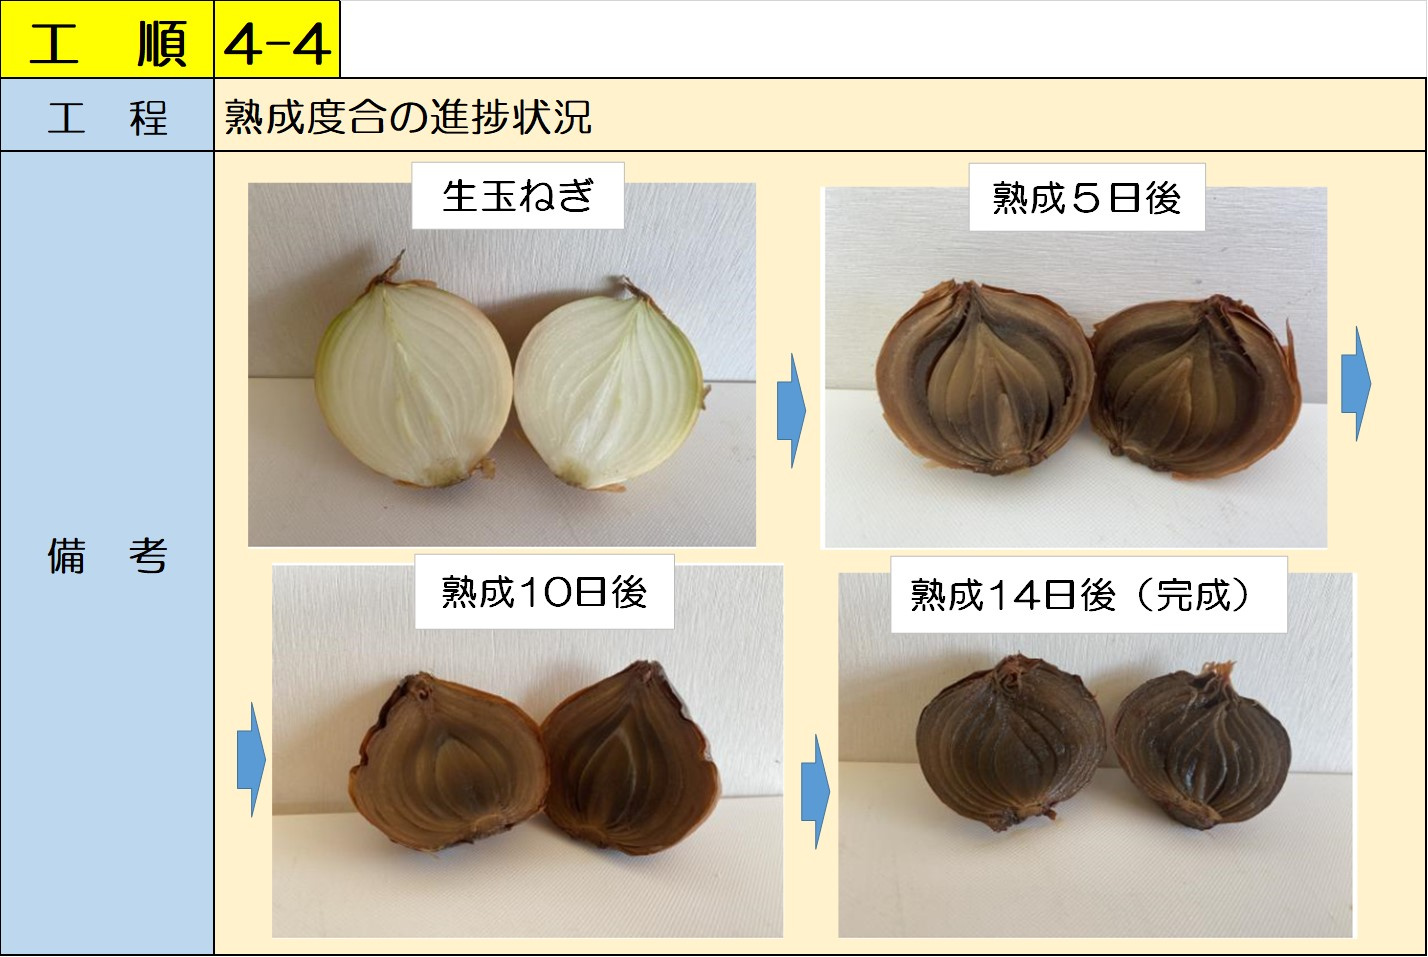 工 順 4-4
工 程 熟成度合の進捗状況
備 考
生玉ねぎ
熟成５日後
熟成10日後
熟成14日後（完成）